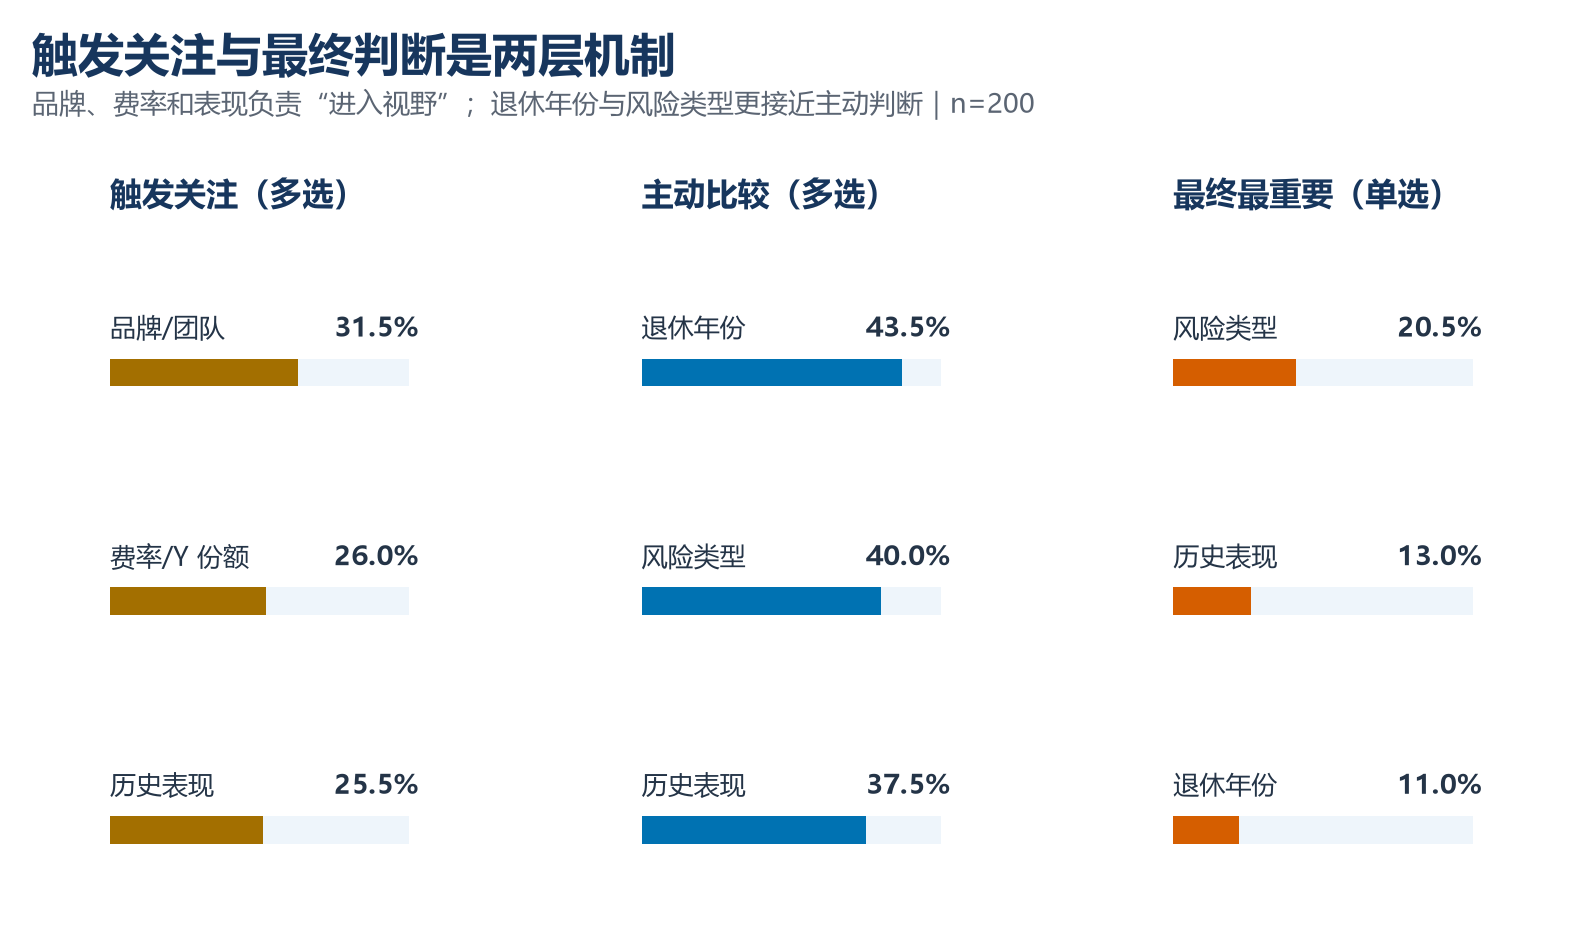 触发关注与最终判断是两层机制
品牌、费率和表现负责“进入视野”；退休年份与风险类型更接近主动判断 | n=200
触发关注（多选）
品牌/团队 31.5%
费率/Y 份额 26.0%
历史表现 25.5%
主动比较（多选）
退休年份 43.5%
风险类型 40.0%
历史表现 37.5%
最终最重要（单选）
风险类型 20.5%
历史表现 13.0%
退休年份 11.0%